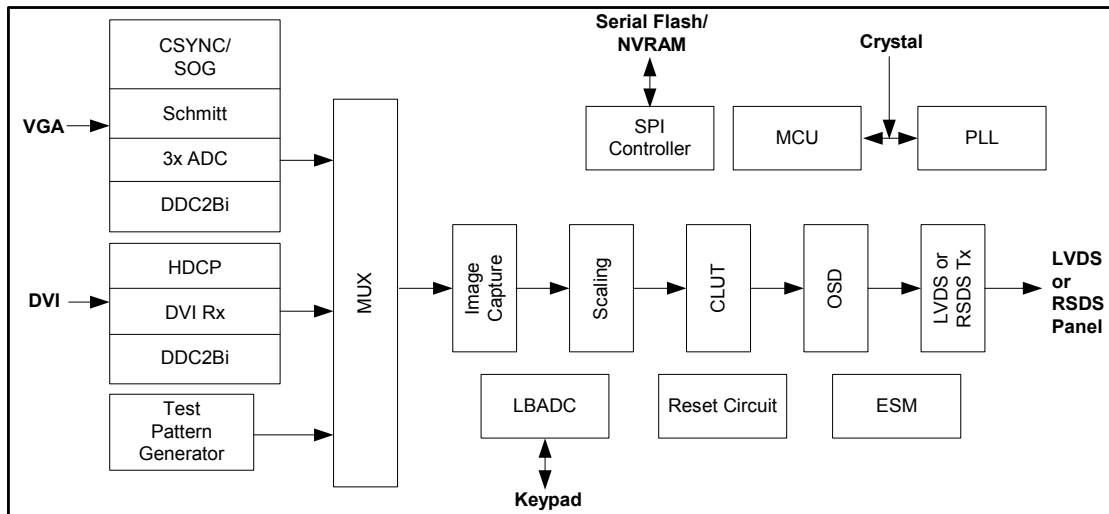 CSYNC/
SOG
Schmitt
3x ADC
DDC2Bi
VGA
HDCP
DVI Rx
DDC2Bi
DVI
Test
Pattern
Generator
MUX
Serial Flash/
NVRAM
SPI
Controller
Crystal
MCU
PLL
Image
Capture
Scaling
CLUT
OSD
LVDS or
RSDS Tx
LVDS
or
RSDS
Panel
LBADC
Reset Circuit
ESM
Keypad